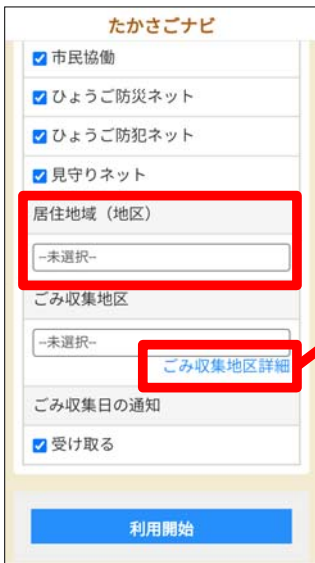 たかさごナビ
市民協働
ひょうご防災ネット
ひょうご防犯ネット
見守りネット
居住地域（地区）
--未選択--
ごみ収集地区
--未選択--
ごみ収集地区詳細
ごみ収集日の通知
受け取る
利用開始